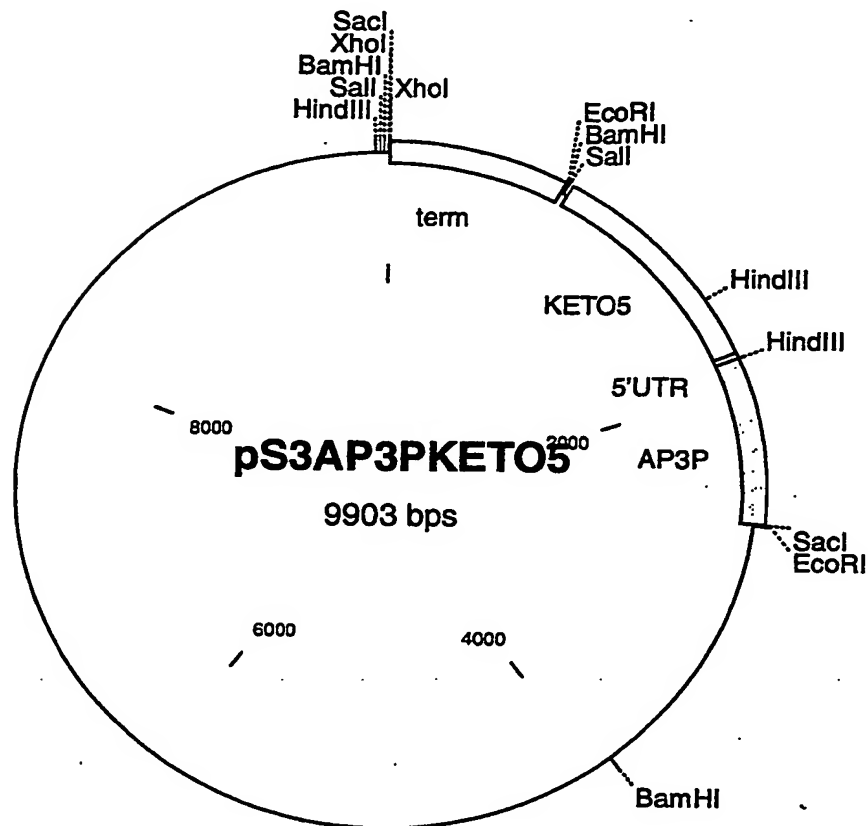 SacI
XhoI
BamHI
SalI XhoI
HindIII
EcoRI
BamHI
SalI
term
HindIII
KETO5
HindIII
5'UTR
8000
2000
pS3AP3PKETO5
AP3P
9903 bps
SacI
EcoRI
6000
4000
BamHI